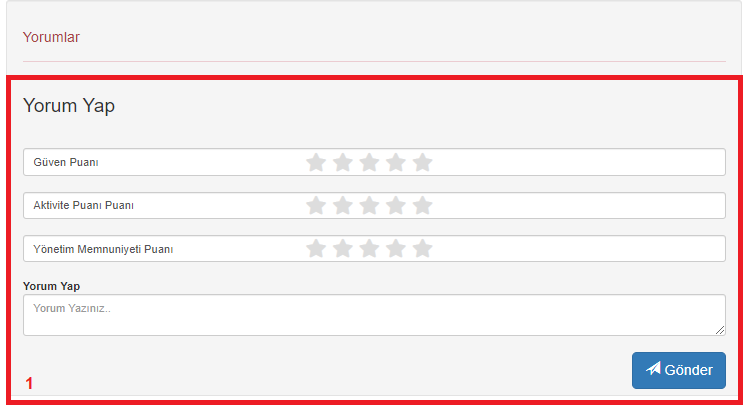 Yorumlar
Yorum Yap
Güven Puanı
Aktivite Puanı Puanı
Yönetim Memnuniyeti Puanı
Yorum Yap
Yorum Yazınız..
Gönder
1